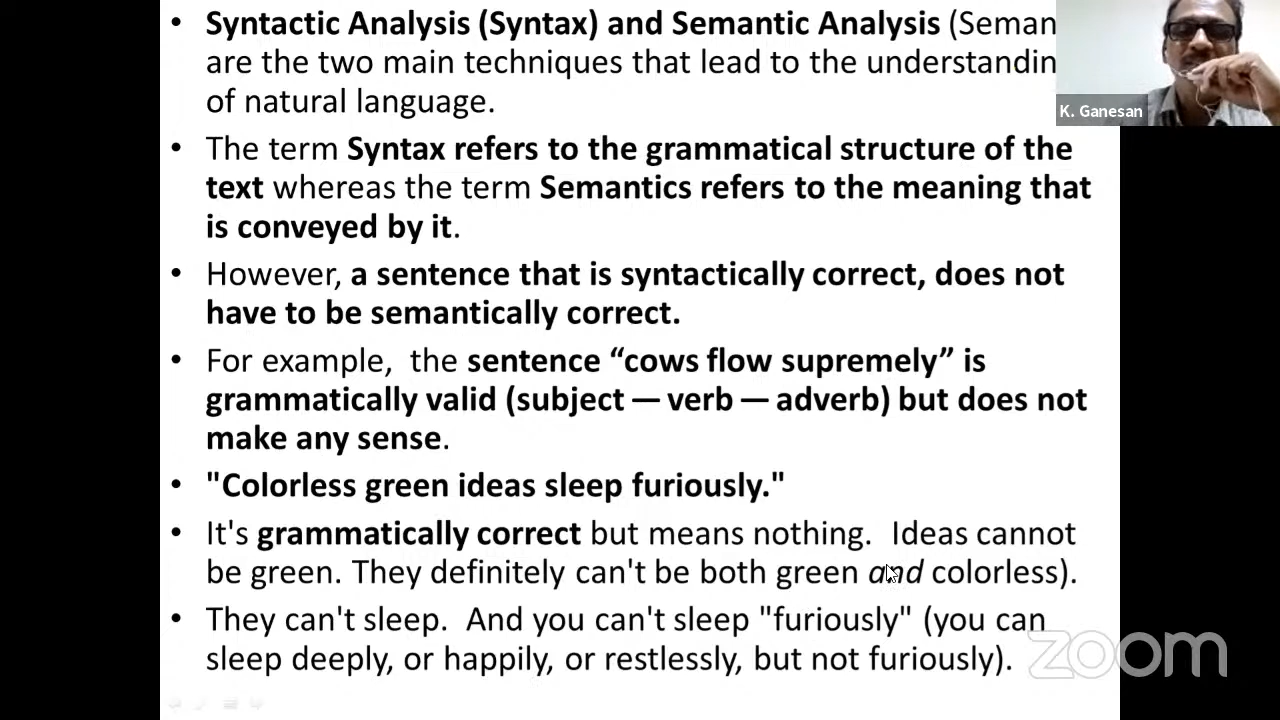 Syntactic Analysis (Syntax) and Semantic Analysis (Seman
are the two main techniques that lead to the understandin
of natural language.
K. Ganesan
• The term Syntax refers to the grammatical structure of the
text whereas the term Semantics refers to the meaning that
is conveyed by it.
• However, a sentence that is syntactically correct, does not
have to be semantically correct.
• For example,  the sentence “cows flow supremely” is
grammatically valid (subject — verb — adverb) but does not
make any sense.
• "Colorless green ideas sleep furiously."
• It's grammatically correct but means nothing.  Ideas cannot
be green. They definitely can't be both green and colorless).
• They can't sleep.  And you can't sleep "furiously" (you can
sleep deeply, or happily, or restlessly, but not furiously).
zoom